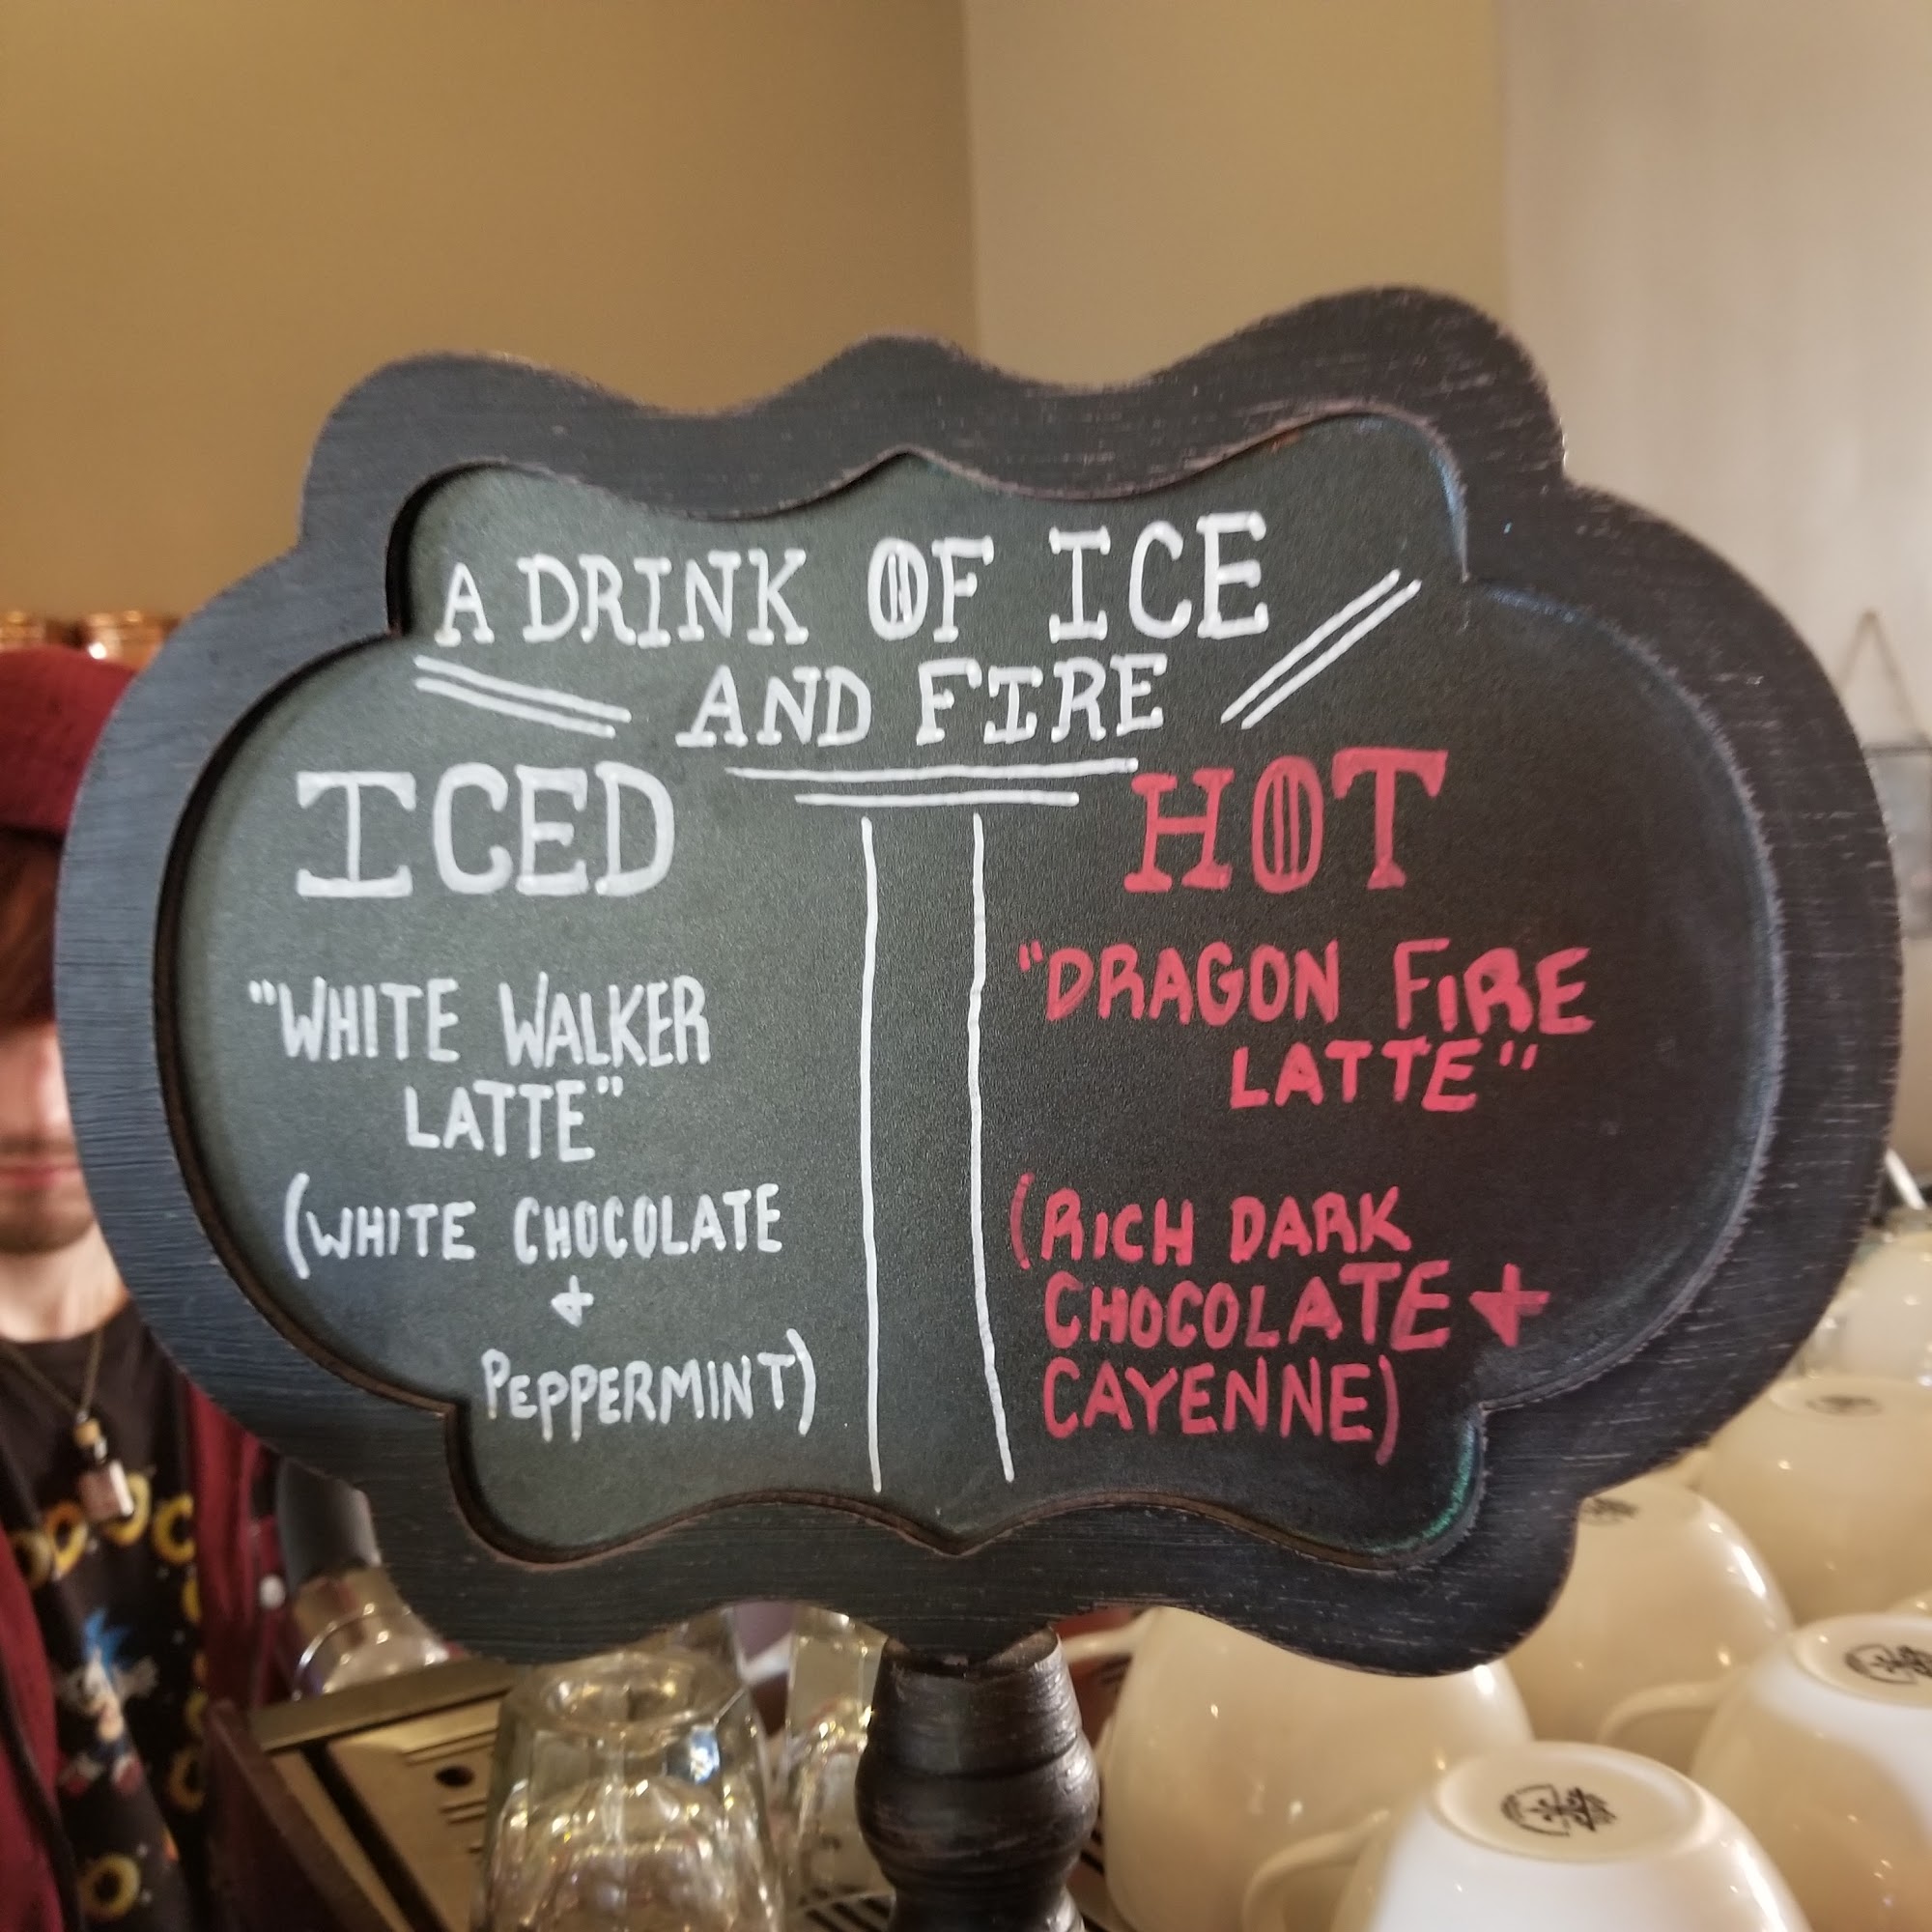 A DRINK OF ICE
AND FIRE
ICED
"WHITE WALKER
LATTE"
(WHITE CHOCOLATE
+
PEPPERMINT)
HOT
"DRAGON FIRE
LATTE"
(RICH DARK
CHOCOLATE +
CAYENNE)